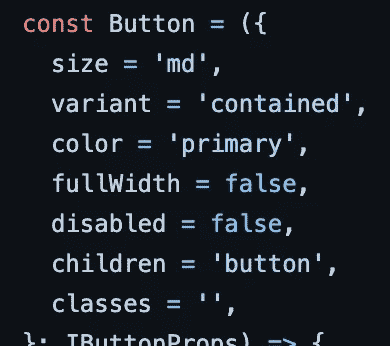 const Button = ({
size = 'md',
variant = 'contained',
color = 'primary',
fullWidth = false,
disabled = false,
children = 'button',
classes = '',
}: IButtonProps) => {